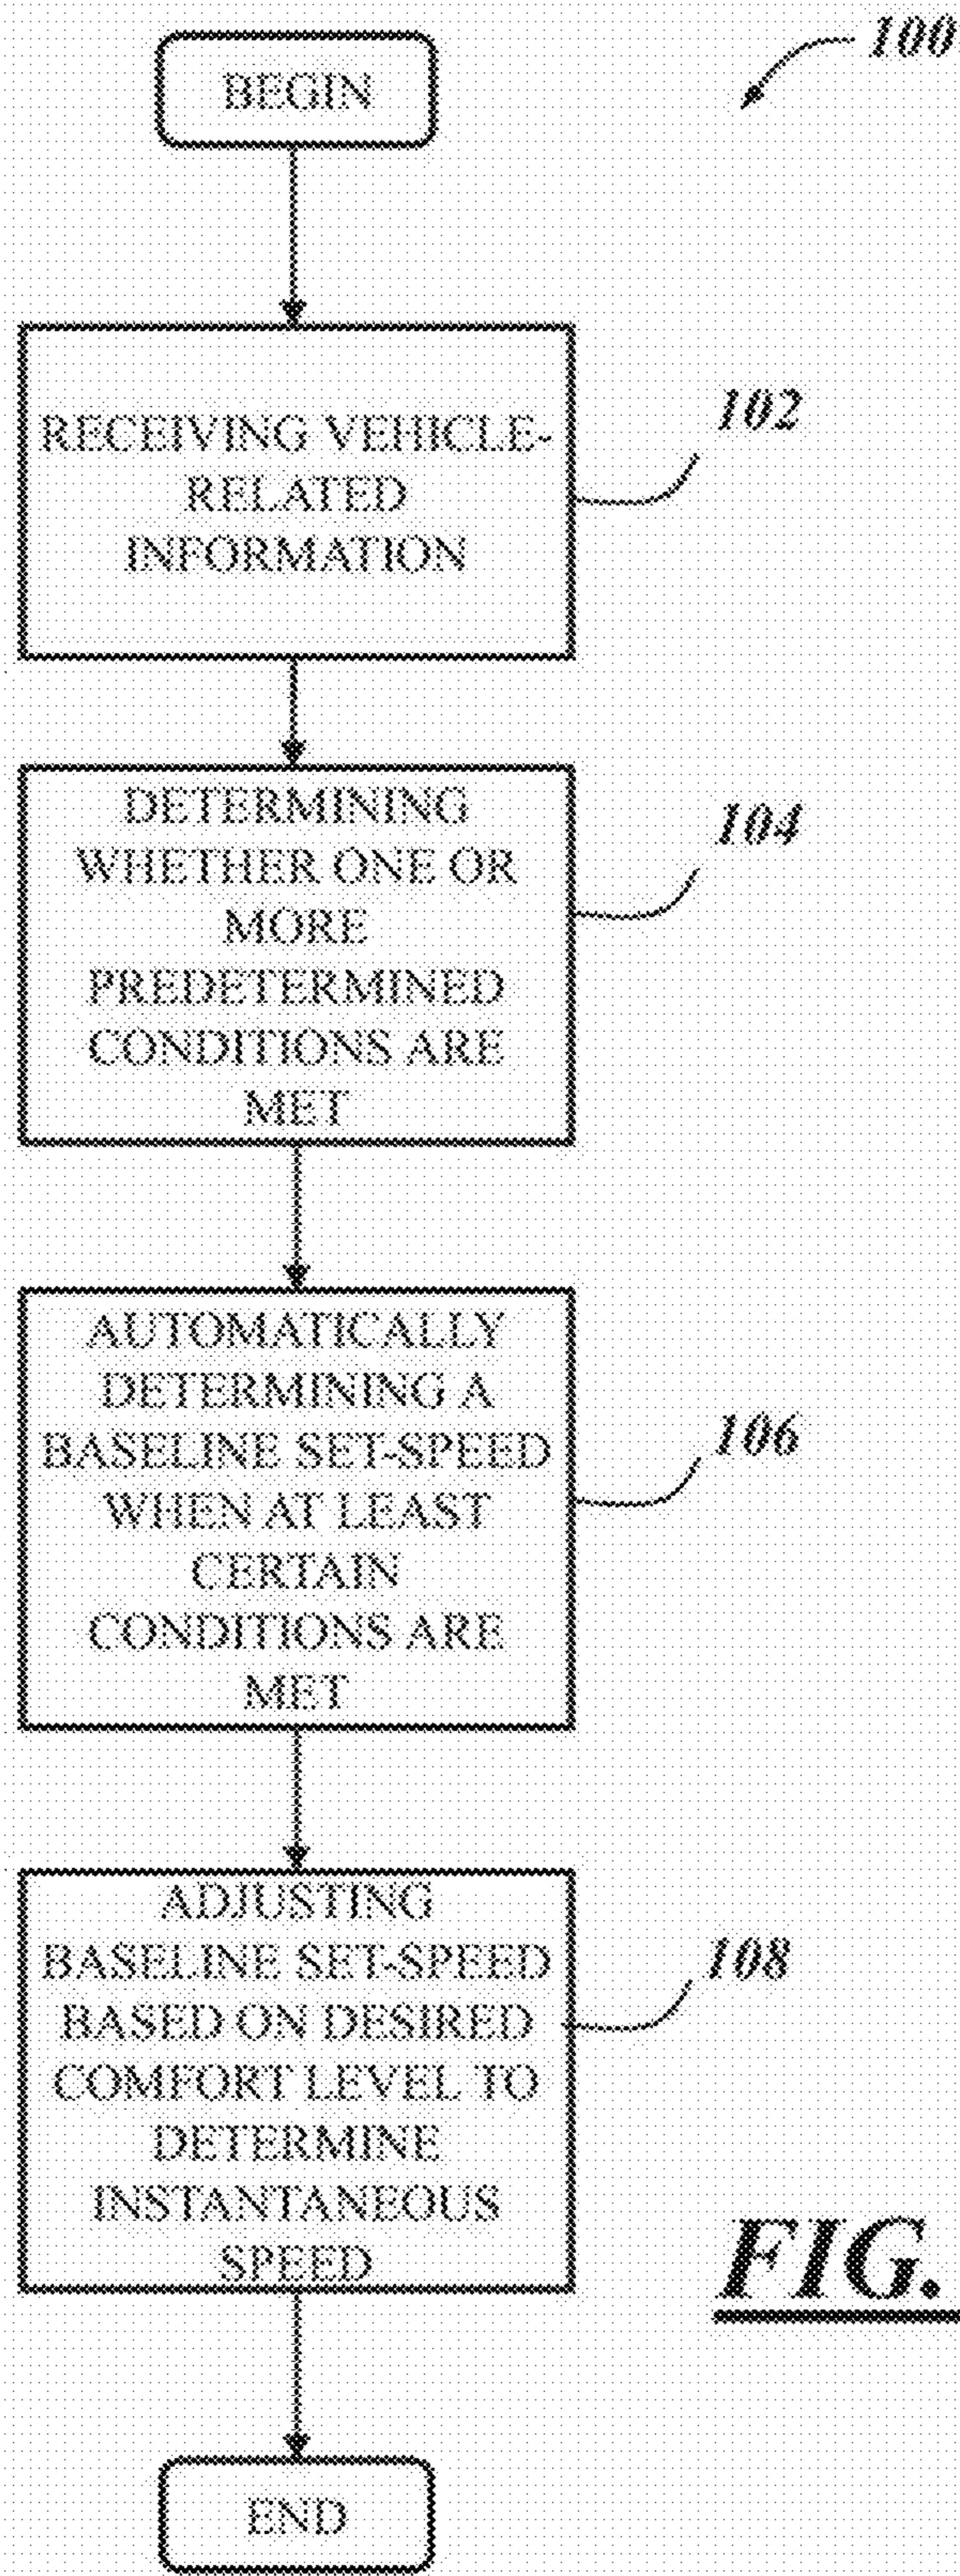 100
BEGIN
RECEIVING VEHICLE-
RELATED
INFORMATION
102
DETERMINING
WHETHER ONE OR
MORE
PREDETERMINED
CONDITIONS ARE
MET
104
AUTOMATICALLY
DETERMINING A
BASELINE SET-SPEED
WHEN AT LEAST
CERTAIN
CONDITIONS ARE
MET
106
ADJUSTING
BASELINE SET-SPEED
BASED ON DESIRED
COMFORT LEVEL TO
DETERMINE
INSTANTANEOUS
SPEED
108
FIG.
END